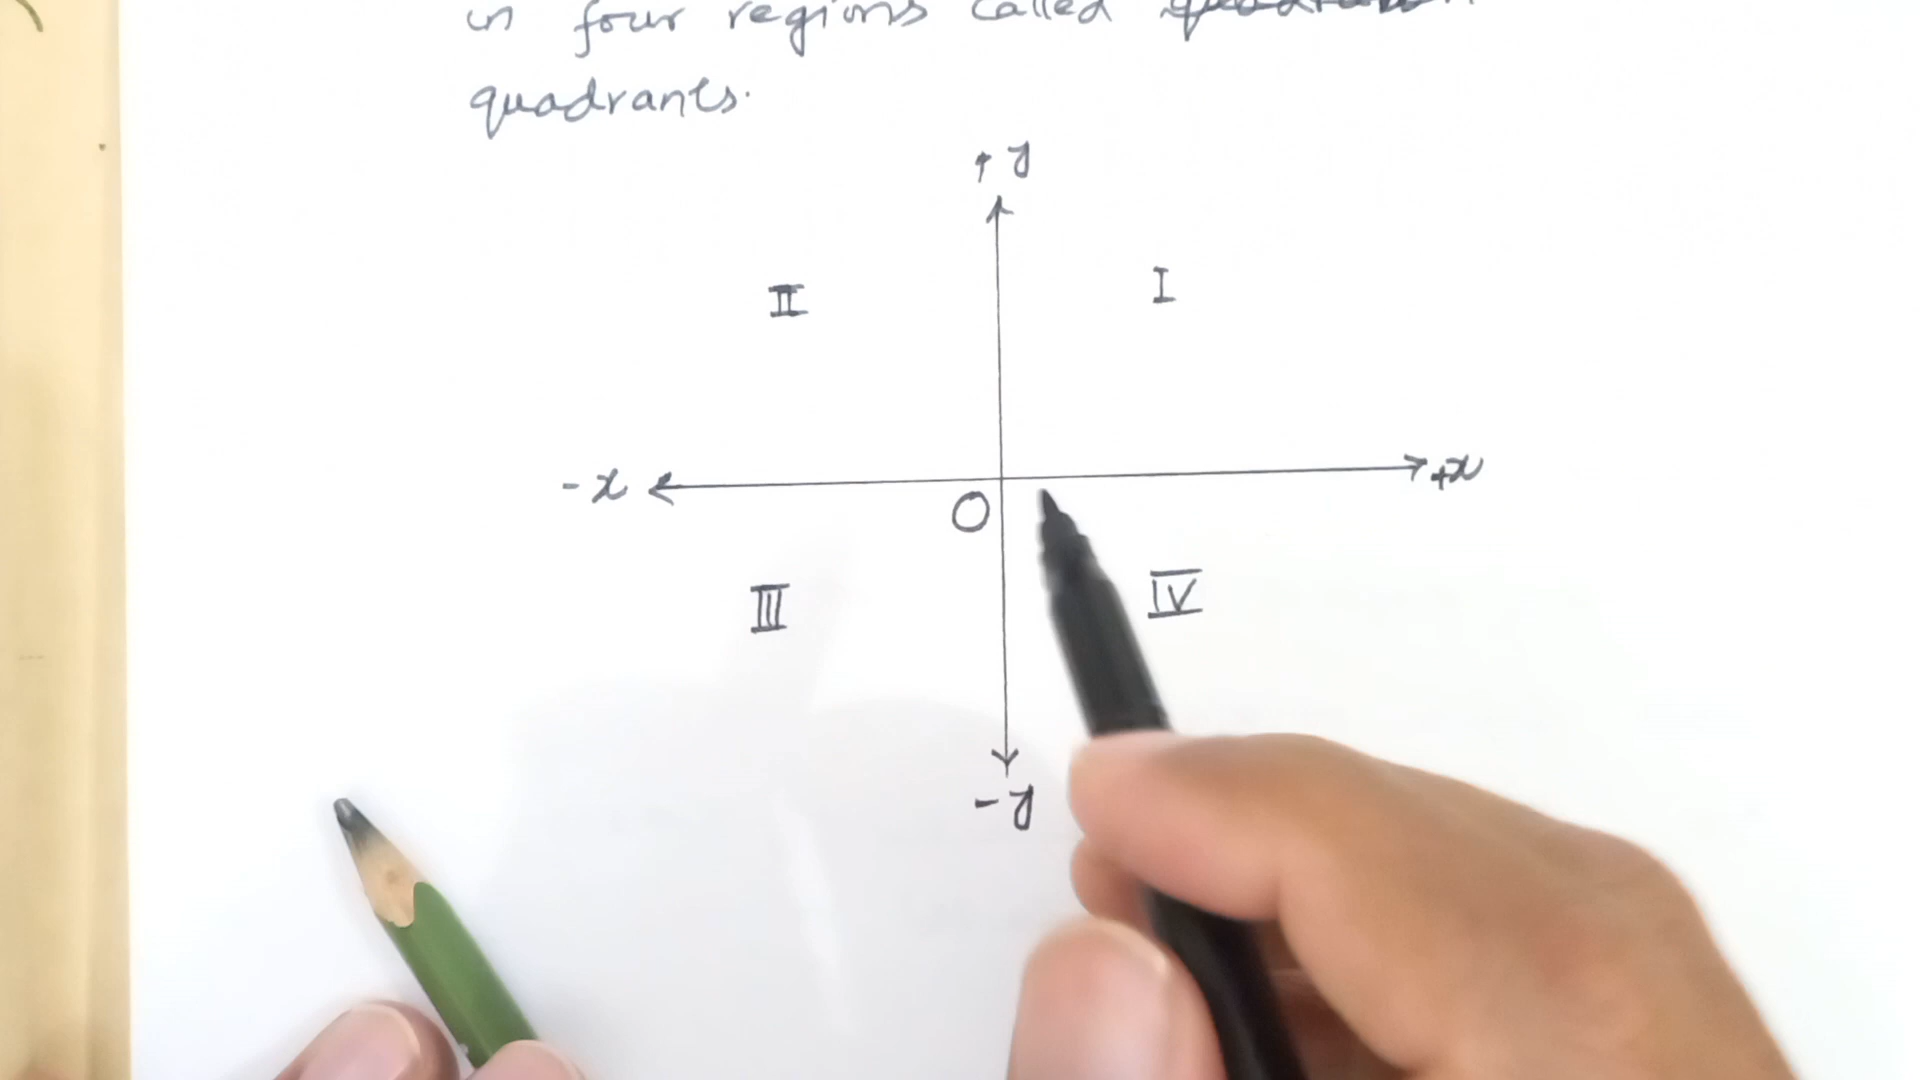 in four regions called
quadrants.
+y
II I
-x +x
O
III IV
-y